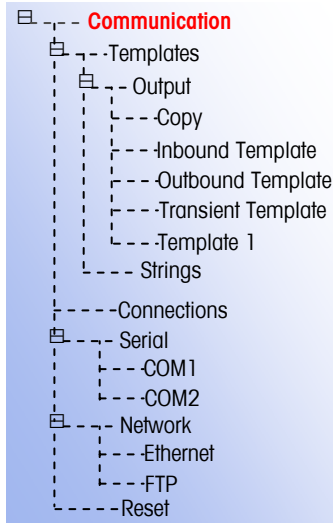 Communication
Templates
Output
Copy
Inbound Template
Outbound Template
Transient Template
Template 1
Strings
Connections
Serial
COM1
COM2
Network
Ethernet
FTP
Reset